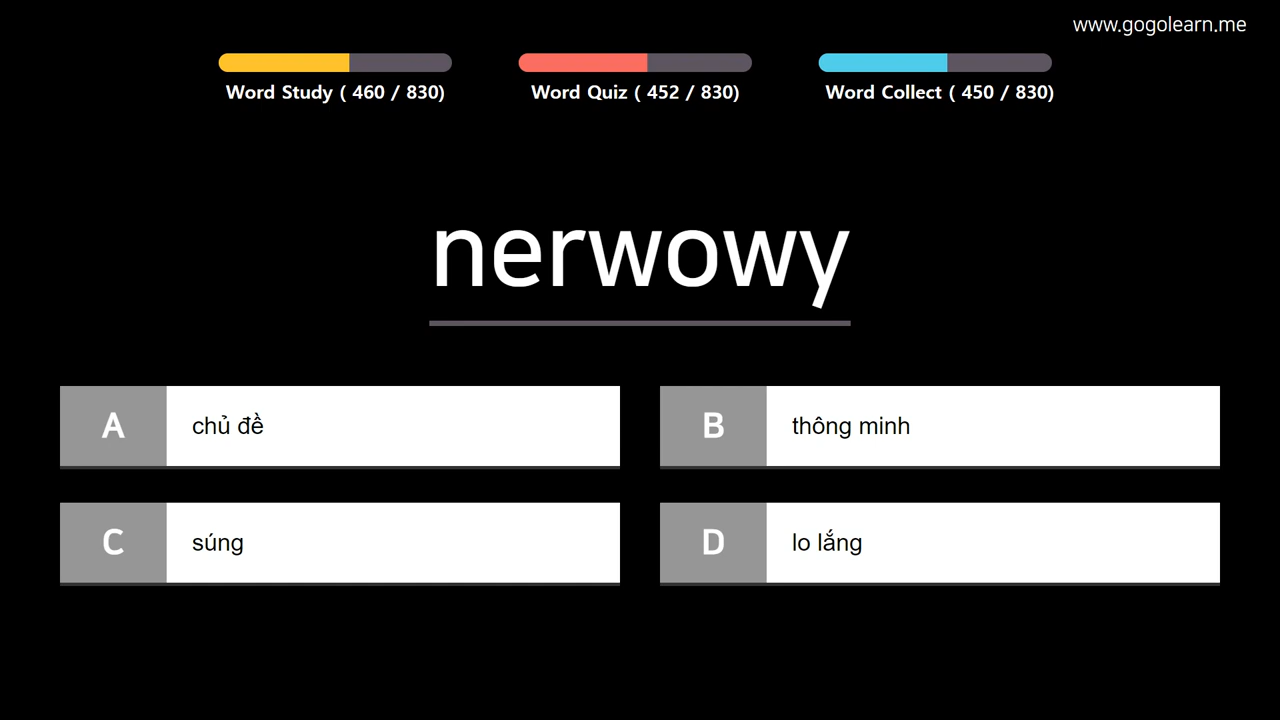 www.gogolearn.me
Word Study ( 460 / 830)
Word Quiz ( 452 / 830)
Word Collect ( 450 / 830)
nerwowy
A chủ đề
B thông minh
C súng
D lo lắng